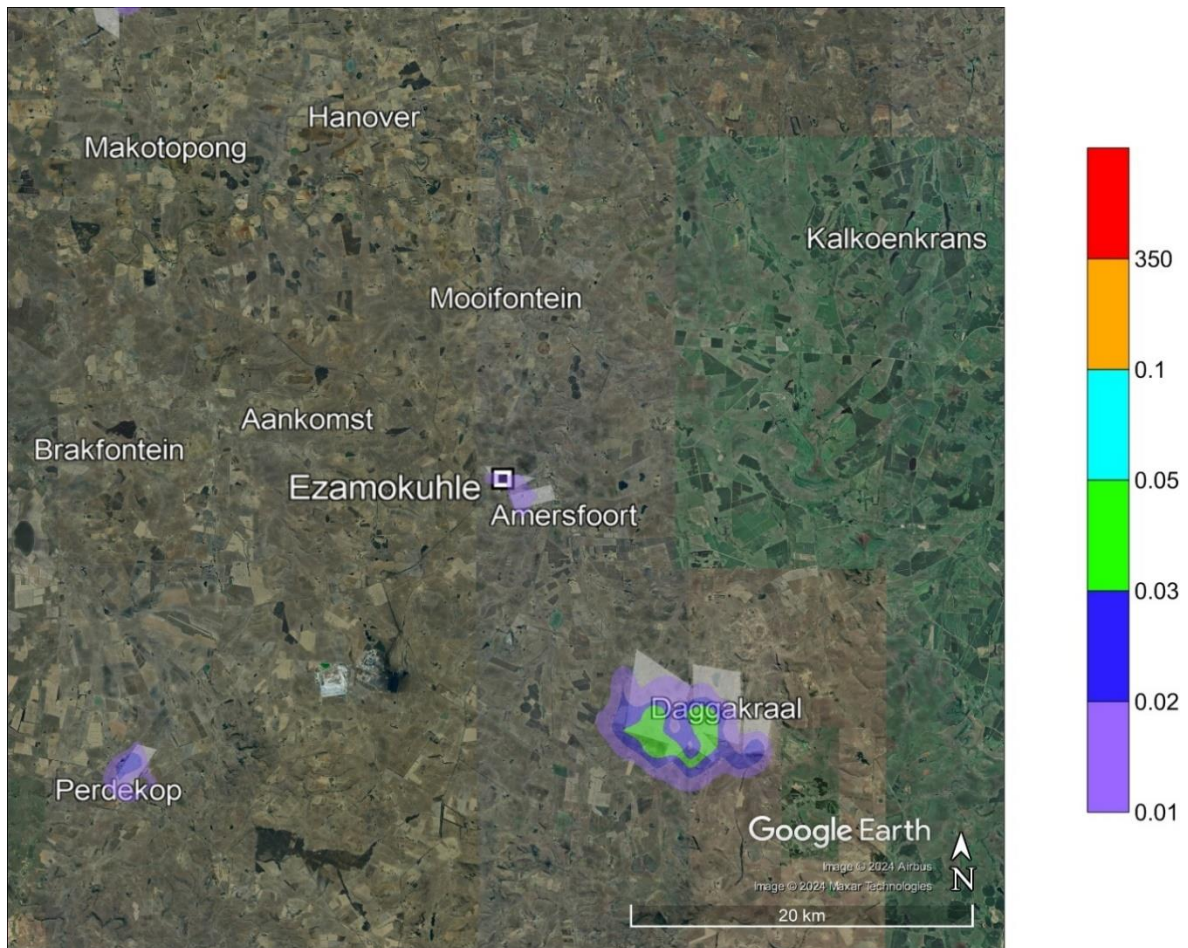 Hanover
Makotopong
Kalkoenkrans
Mooifontein
Aankomst
Brakfontein
Ezamokuhle
Amersfoort
Daggakraal
Perdekop
Google Earth
Image © 2024 Airbus
Image © 2024 Maxar Technologies
N
20 km
350
0.1
0.05
0.03
0.02
0.01